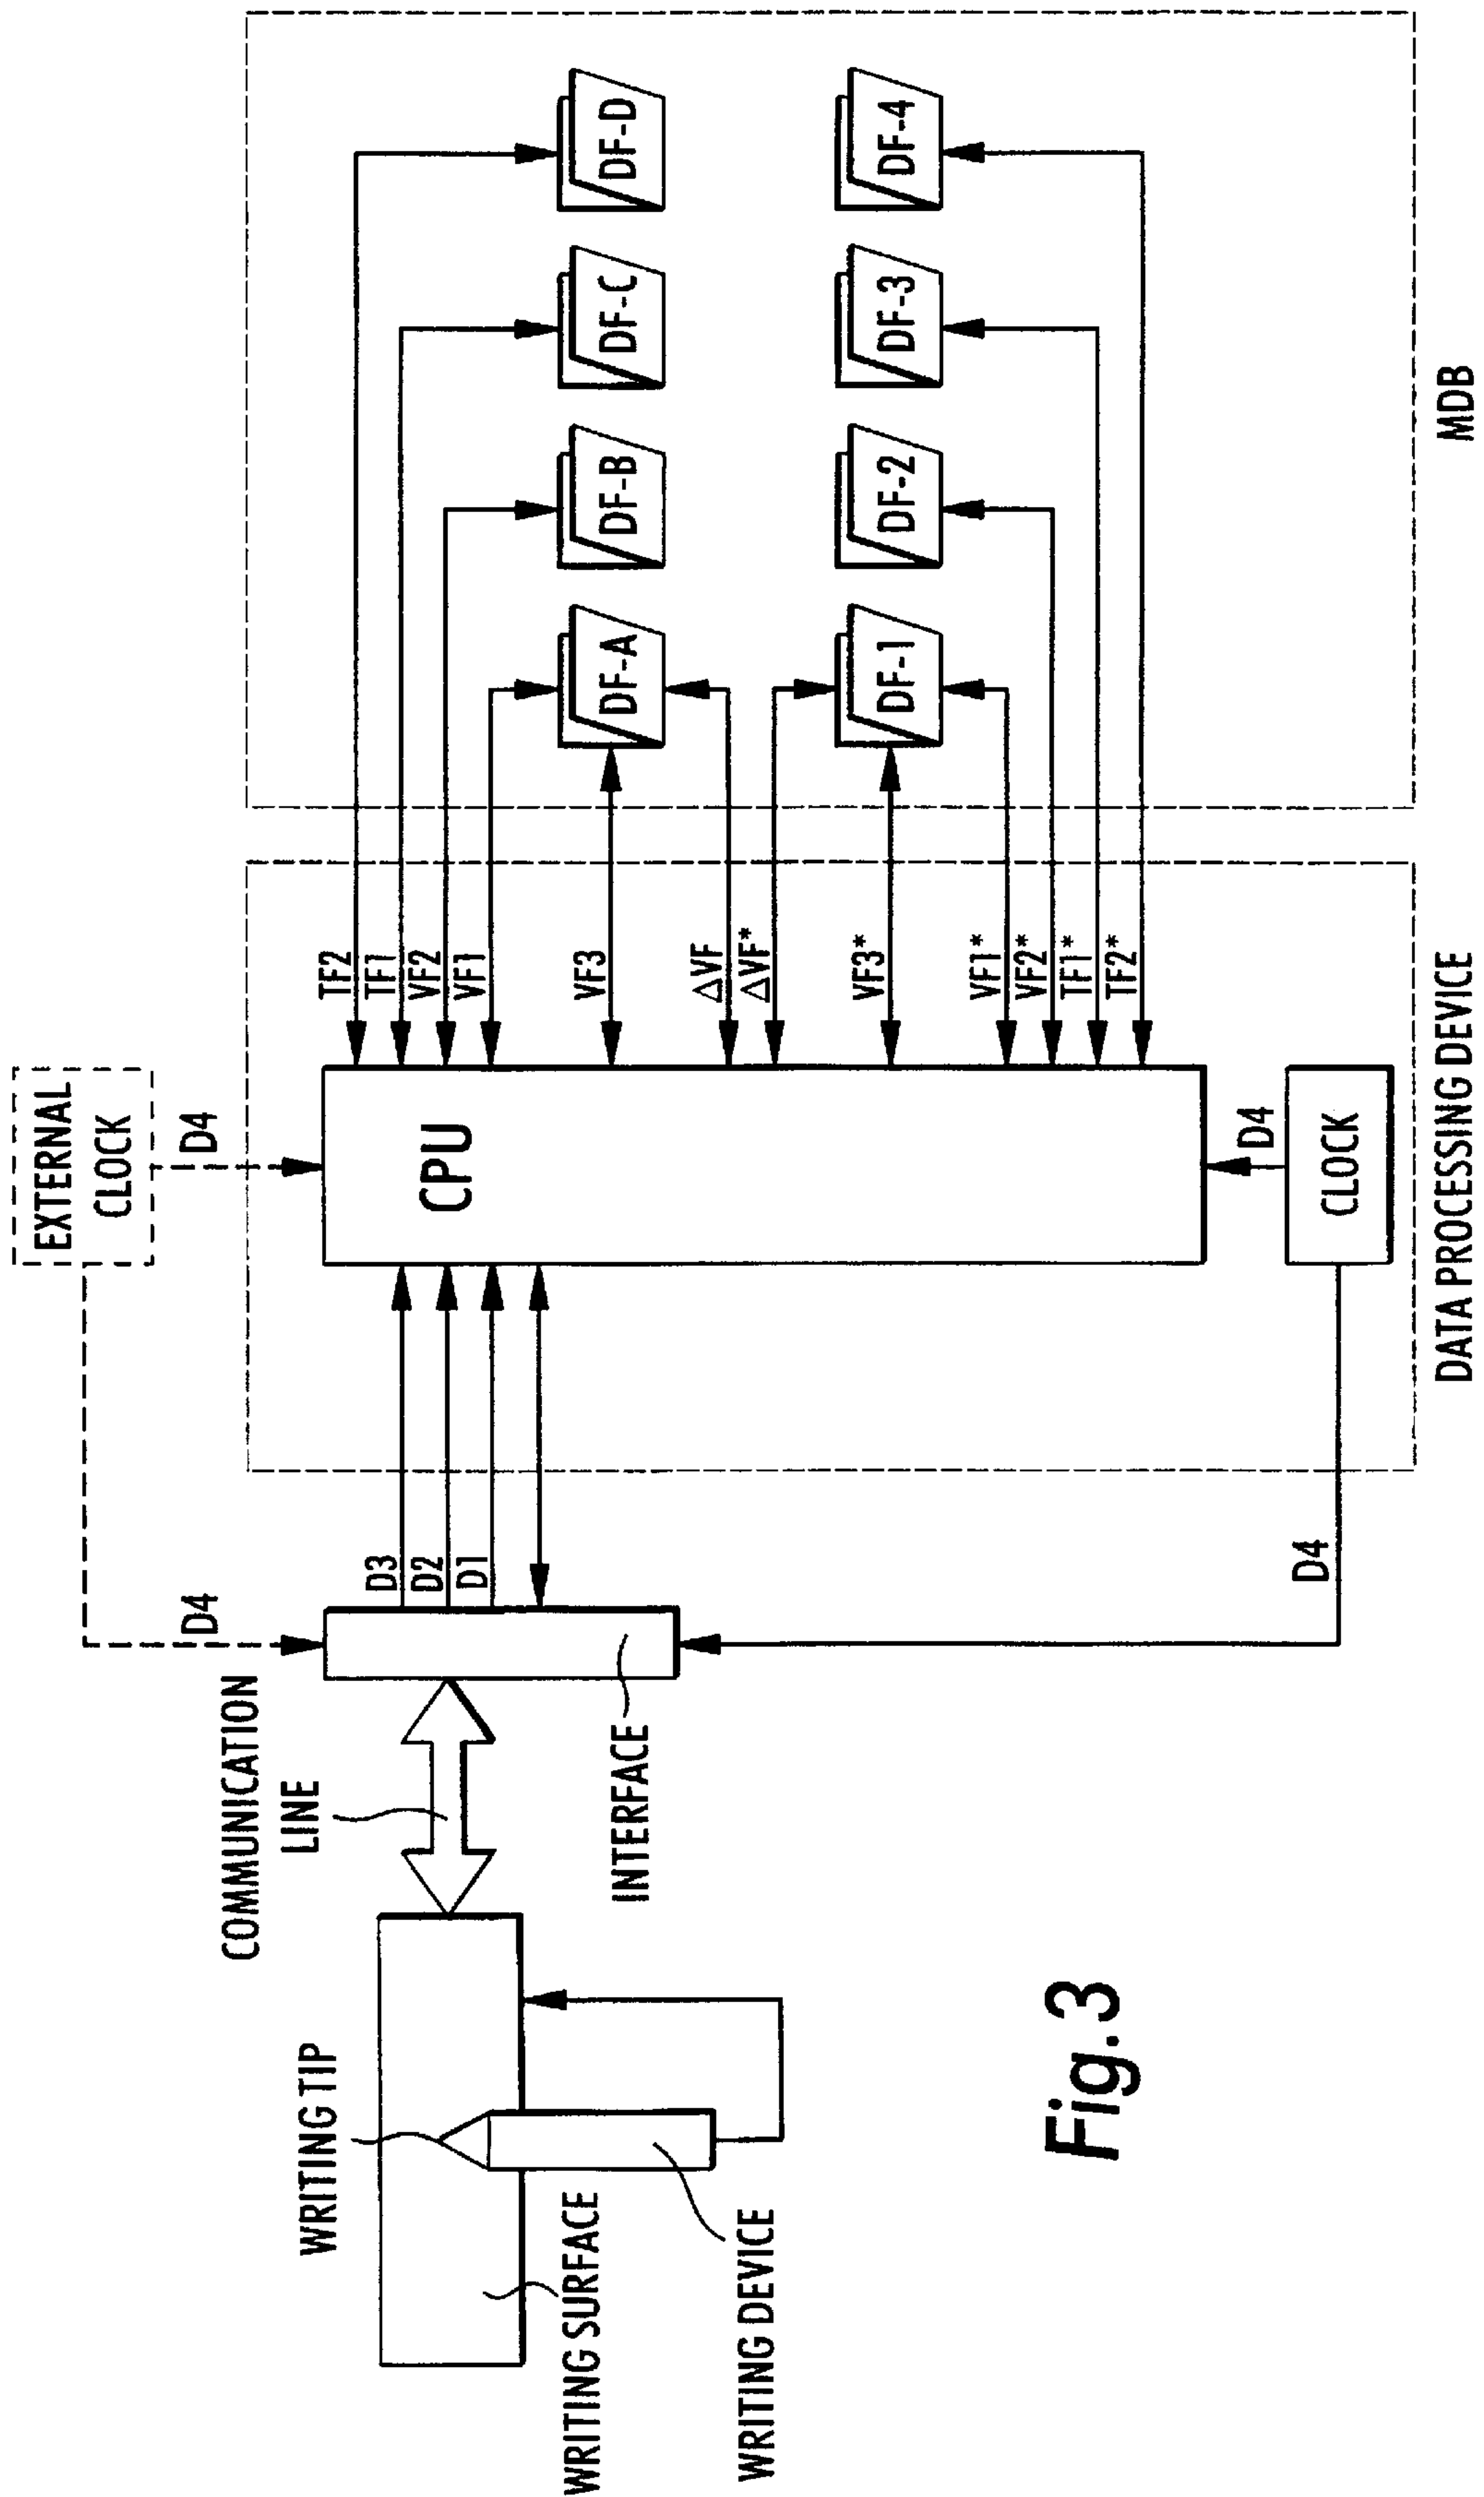 WRITING SURFACE
WRITING TIP
WRITING DEVICE
COMMUNICATION
LINE
INTERFACE
D4
D3
D2
D1
D4
EXTERNAL
CLOCK
D4
CPU
D4
CLOCK
DATA PROCESSING DEVICE
TF2
TF1
VF2
VF1
VF3
△VF
△VF*
VF3*
VF1*
VF2*
TF1*
TF2*
DF-A
DF-B
DF-C
DF-D
DF-1
DF-2
DF-3
DF-4
MDB
Fig.3